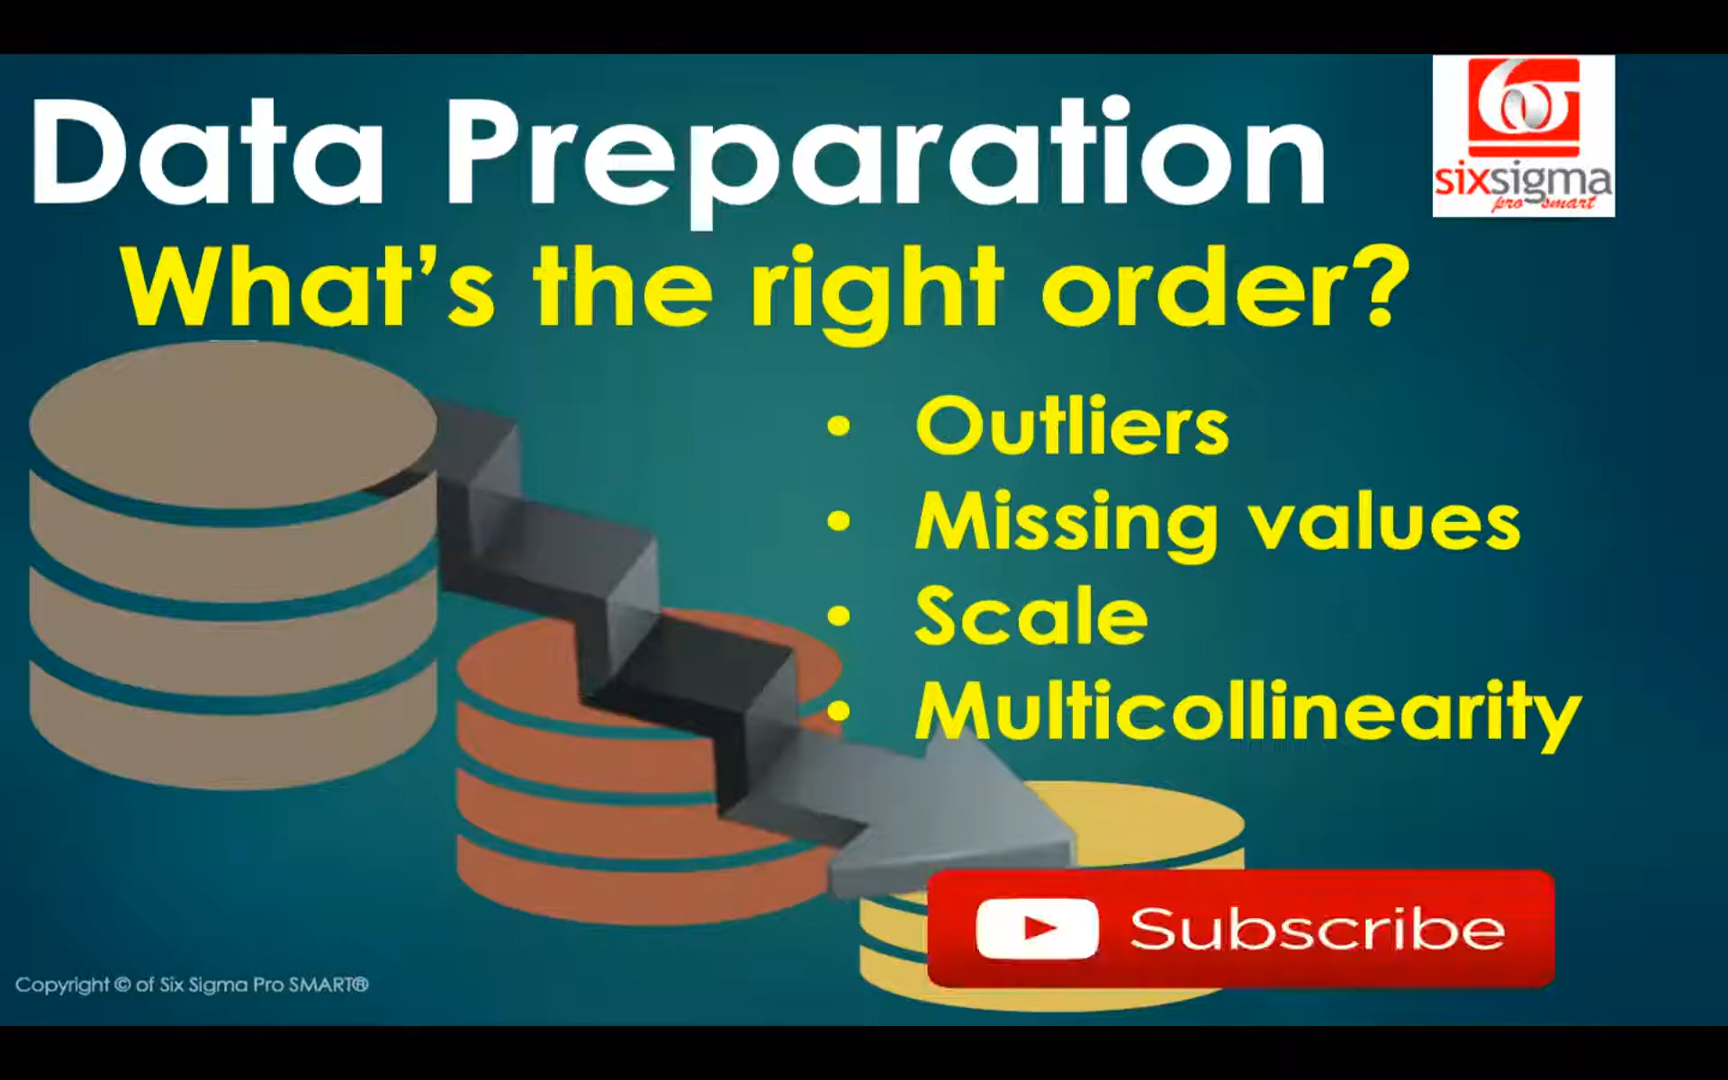 Data Preparation
What's the right order?
• Outliers
• Missing values
• Scale
• Multicollinearity
6σ
sixsigma
pro smart
Subscribe
Copyright © of Six Sigma Pro SMART®